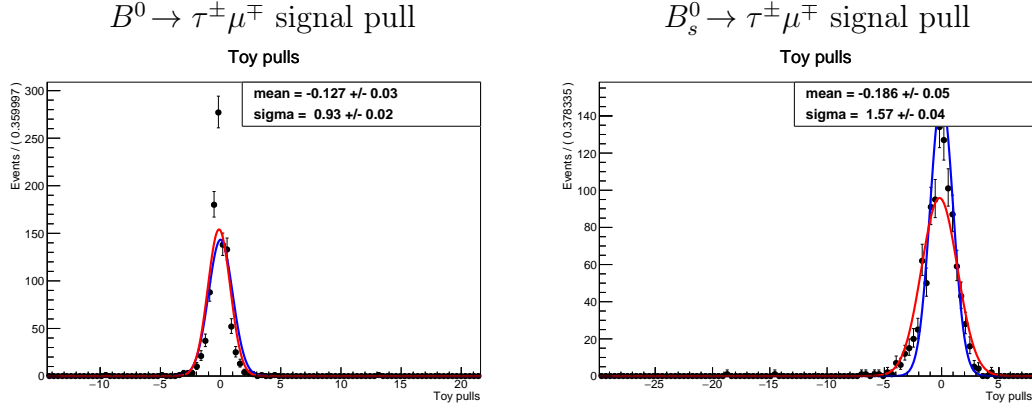 B⁰ → τ±μ∓ signal pull
Toy pulls
mean = -0.127 +/- 0.03
sigma = 0.93 +/- 0.02
Events / ( 0.359997 )
300
250
200
150
100
50
0
−10 −5 0 5 10 15 20
Toy pulls
B⁰ₛ → τ±μ∓ signal pull
Toy pulls
mean = -0.186 +/- 0.05
sigma = 1.57 +/- 0.04
Events / ( 0.378335 )
140
120
100
80
60
40
20
0
−25 −20 −15 −10 −5 0 5
Toy pulls